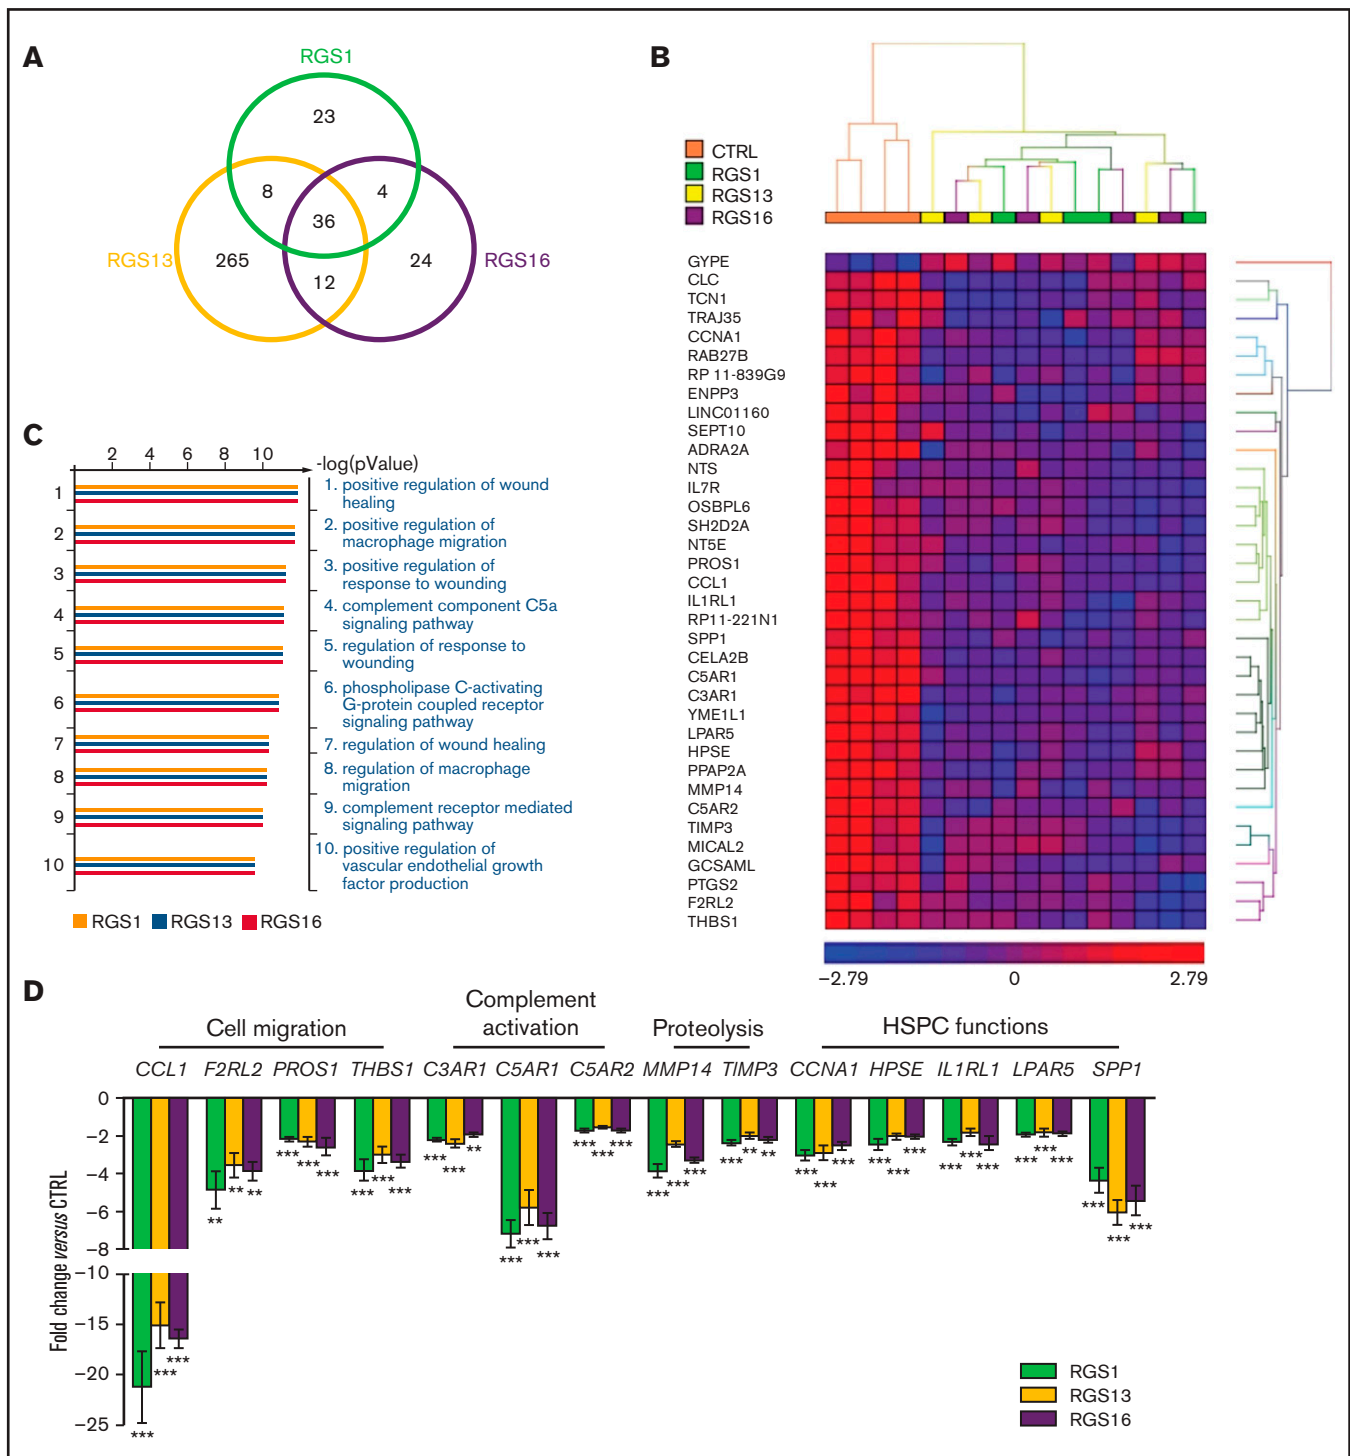 A
RGS1
23
8
4
36
RGS13
265
24
RGS16
12
B
CTRL
RGS1
RGS13
RGS16
GYPE
CLC
TCN1
TRAJ35
CCNA1
RAB27B
RP 11-839G9
ENPP3
LINC01160
SEPT10
ADRA2A
NTS
IL7R
OSBPL6
SH2D2A
NT5E
PROS1
CCL1
IL1RL1
RP11-221N1
SPP1
CELA2B
C5AR1
C3AR1
YME1L1
LPAR5
HPSE
PPAP2A
MMP14
C5AR2
TIMP3
MICAL2
GCSAML
PTGS2
F2RL2
THBS1
−2.79 0 2.79
C
2 4 6 8 10
-log(pValue)
1
2
3
4
5
6
7
8
9
10
1. positive regulation of wound
healing
2. positive regulation of
macrophage migration
3. positive regulation of
response to wounding
4. complement component C5a
signaling pathway
5. regulation of response to
wounding
6. phospholipase C-activating
G-protein coupled receptor
signaling pathway
7. regulation of wound healing
8. regulation of macrophage
migration
9. complement receptor mediated
signaling pathway
10. positive regulation of
vascular endothelial growth
factor production
RGS1 RGS13 RGS16
D
Cell migration
Complement
activation
Proteolysis
HSPC functions
CCL1 F2RL2 PROS1 THBS1 C3AR1 C5AR1 C5AR2 MMP14 TIMP3 CCNA1 HPSE IL1RL1 LPAR5 SPP1
Fold change versus CTRL
0
−2
−4
−6
−8
−10
−15
−20
−25
*** *** ***
** ** **
*** *** ***
*** *** ***
*** *** **
*** *** ***
*** *** ***
*** *** ***
*** ** **
*** *** ***
*** *** ***
*** *** ***
*** *** ***
*** *** ***
RGS1
RGS13
RGS16